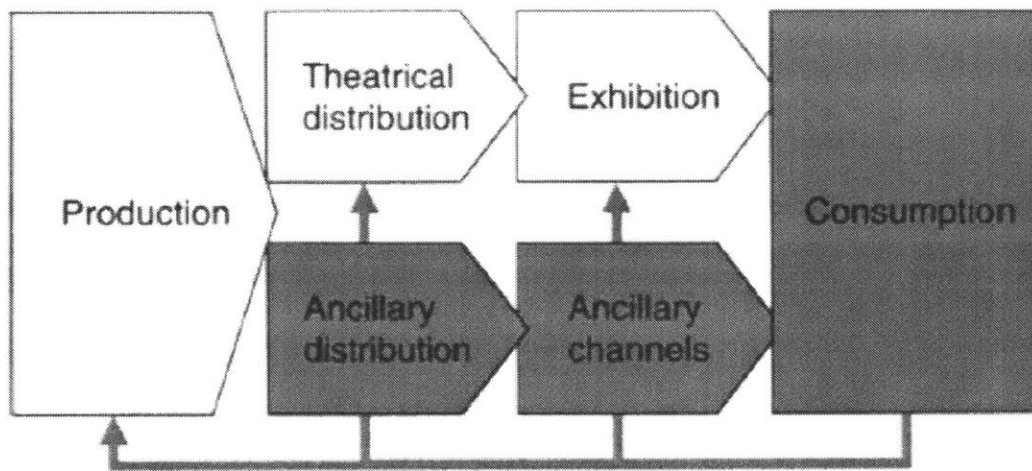 Production
Theatrical
distribution
Exhibition
Consumption
Ancillary
distribution
Ancillary
channels